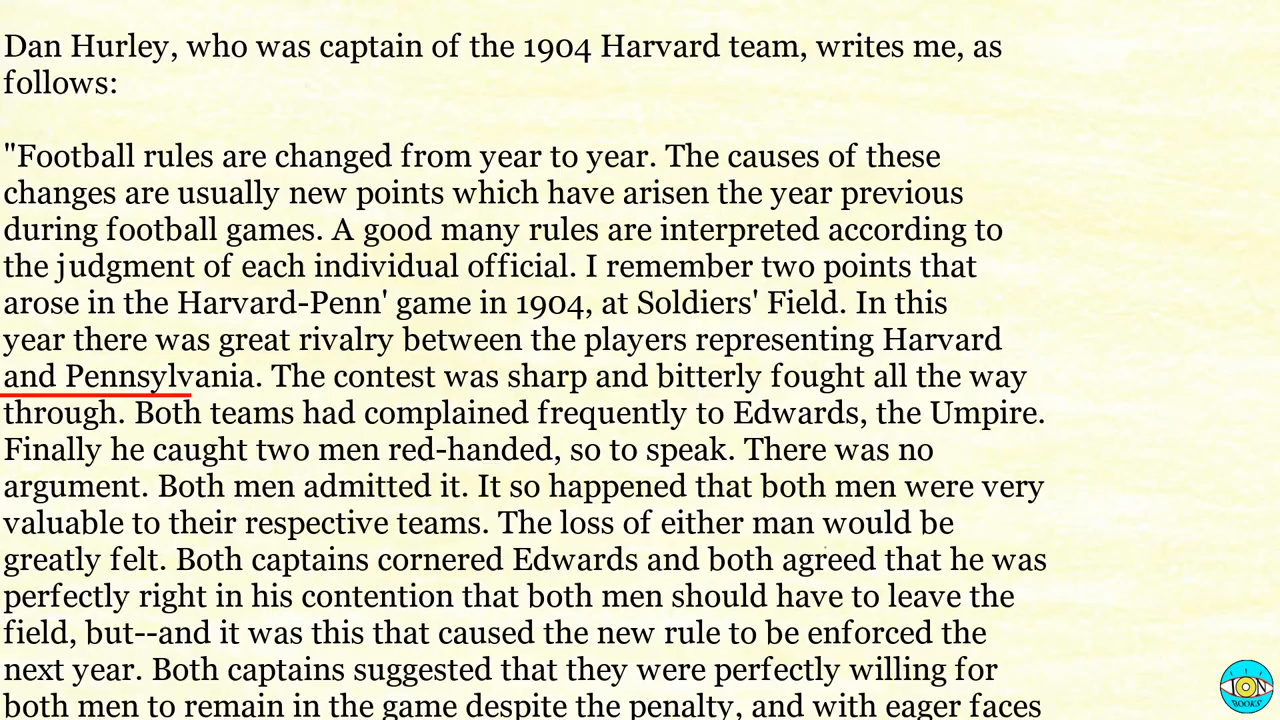 Dan Hurley, who was captain of the 1904 Harvard team, writes me, as
follows:
"Football rules are changed from year to year. The causes of these
changes are usually new points which have arisen the year previous
during football games. A good many rules are interpreted according to
the judgment of each individual official. I remember two points that
arose in the Harvard-Penn' game in 1904, at Soldiers' Field. In this
year there was great rivalry between the players representing Harvard
and Pennsylvania. The contest was sharp and bitterly fought all the way
through. Both teams had complained frequently to Edwards, the Umpire.
Finally he caught two men red-handed, so to speak. There was no
argument. Both men admitted it. It so happened that both men were very
valuable to their respective teams. The loss of either man would be
greatly felt. Both captains cornered Edwards and both agreed that he was
perfectly right in his contention that both men should have to leave the
field, but--and it was this that caused the new rule to be enforced the
next year. Both captains suggested that they were perfectly willing for
both men to remain in the game despite the penalty, and with eager faces
ION
BOOKS